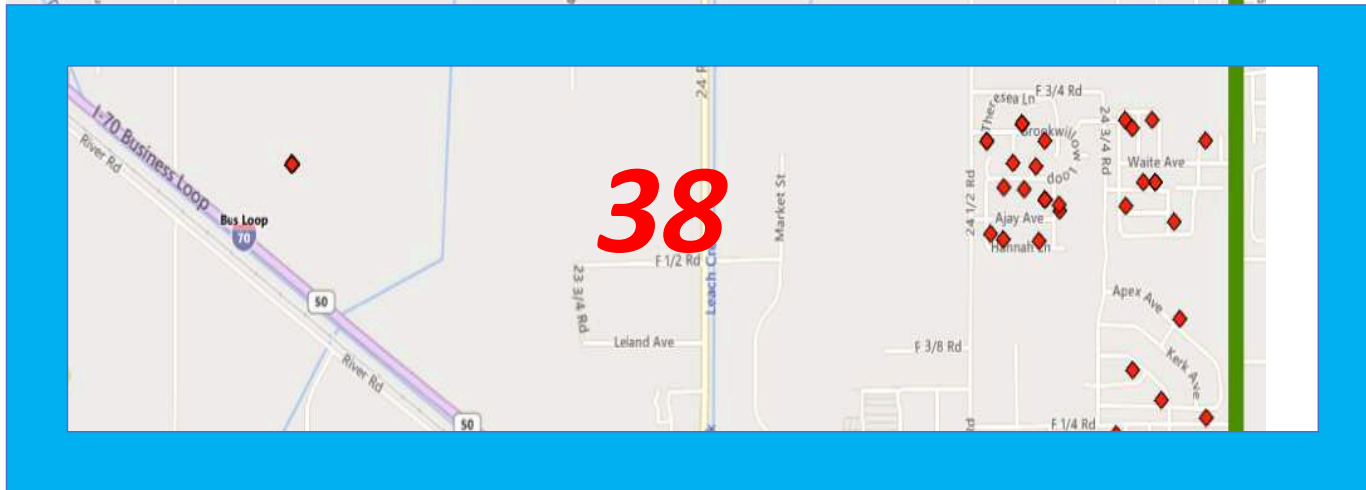 F 3/4 Rd
Theresea Ln
24 R
I-70 Business Loop
River Rd
Brookwillow Loop
24 3/4 Rd
Waite Ave
38
Market St
24 1/2 Rd
Bus Loop
70
Ajay Ave
Hannah Ln
F 1/2 Rd
Leach Cre
k
23 3/4 Rd
50
Apex Ave
Leland Ave
F 3/8 Rd
River Rd
Kerk Ave
50
Rd
F 1/4 Rd